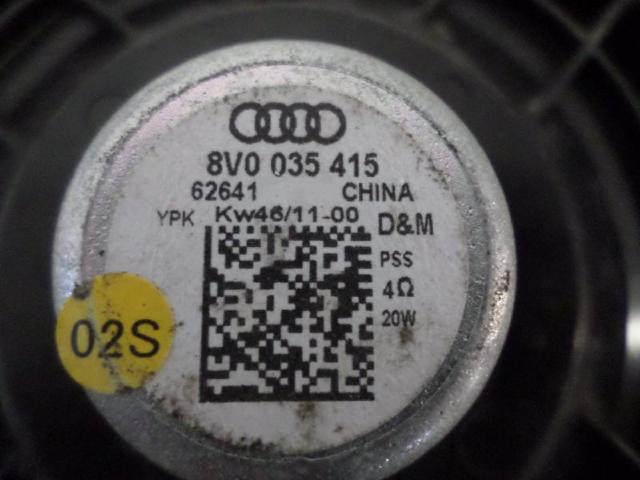 8V0 035 415
62641 CHINA
YPK Kw46/11-00 D&M
PSS
4Ω
20W
02S